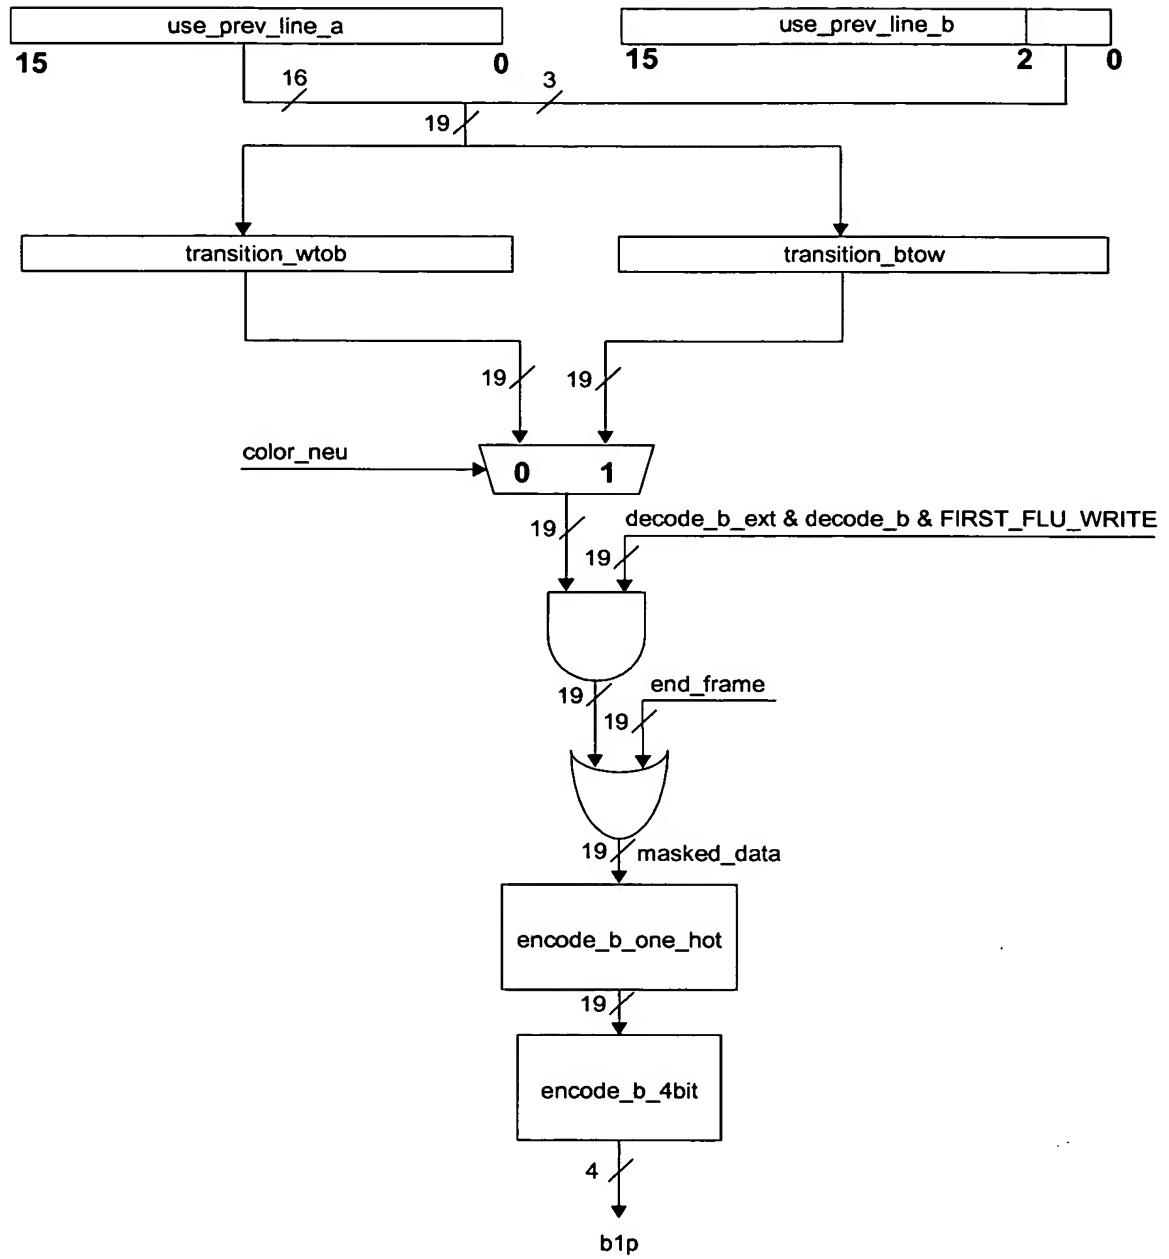 use_prev_line_a use_prev_line_b
15 0 15 2 0
16 3
19
transition_wtob transition_btow
19 19
color_neu 0 1
decode_b_ext & decode_b & FIRST_FLU_WRITE
19 19
end_frame
19 19
19 masked_data
encode_b_one_hot
19
encode_b_4bit
4
b1p